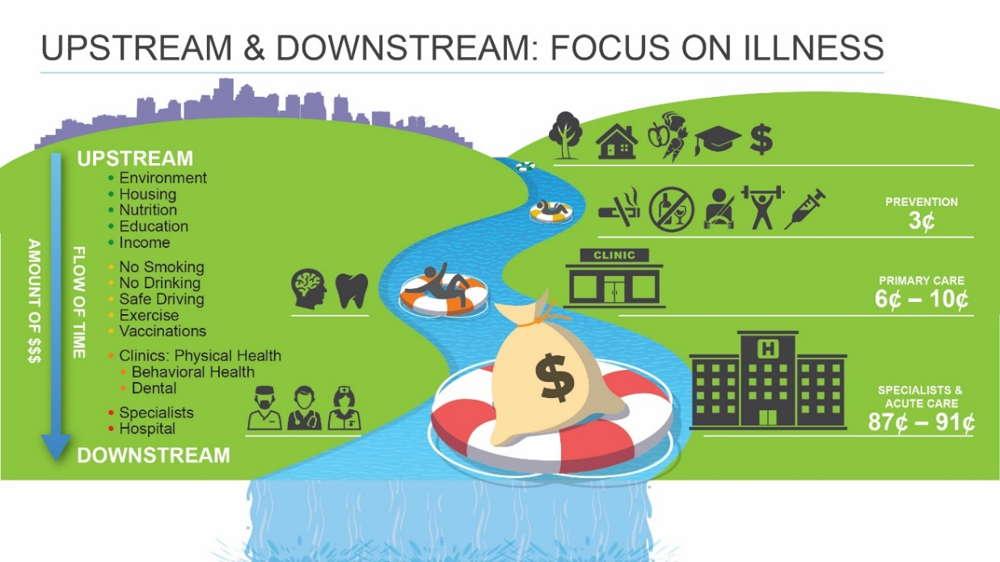 UPSTREAM & DOWNSTREAM: FOCUS ON ILLNESS
UPSTREAM
• Environment
• Housing
• Nutrition
• Education
• Income
• No Smoking
• No Drinking
• Safe Driving
• Exercise
• Vaccinations
• Clinics: Physical Health
• Behavioral Health
• Dental
• Specialists
• Hospital
DOWNSTREAM
AMOUNT OF $$$
FLOW OF TIME
$
PREVENTION
3¢
CLINIC
PRIMARY CARE
6¢ – 10¢
$
H
SPECIALISTS &
ACUTE CARE
87¢ – 91¢